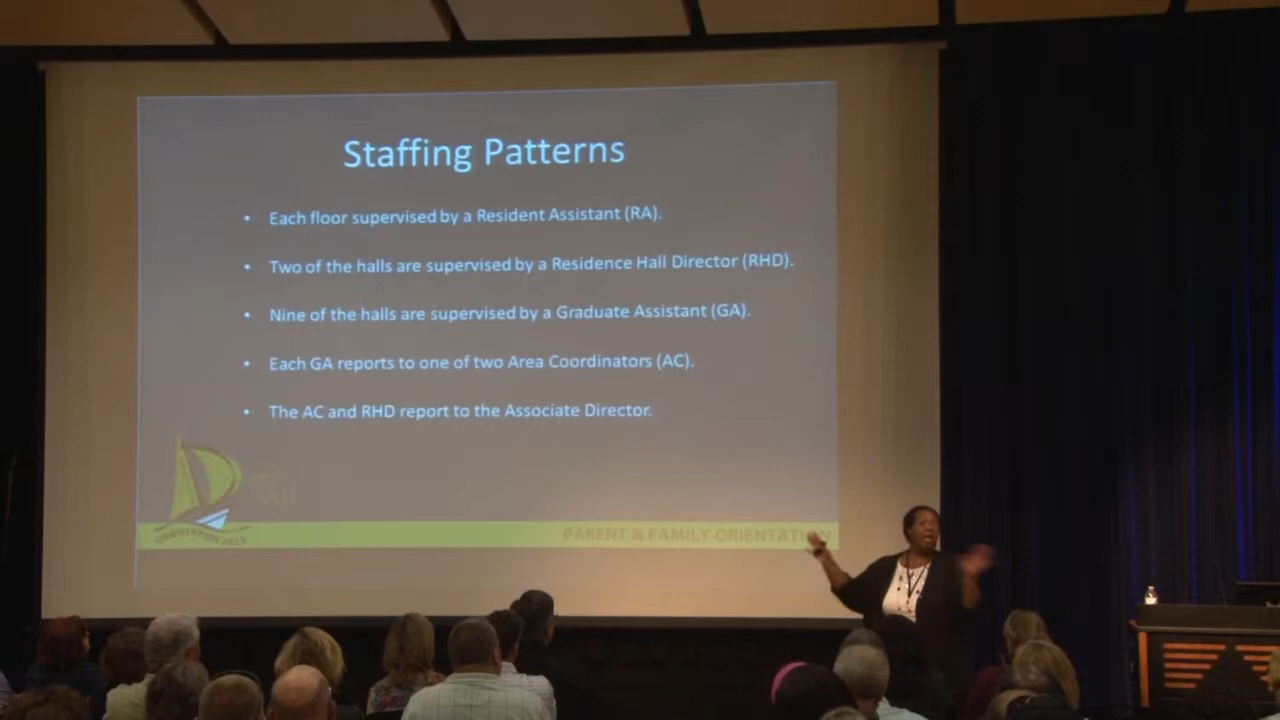 Staffing Patterns
• Each floor supervised by a Resident Assistant (RA).
• Two of the halls are supervised by a Residence Hall Director (RHD).
• Nine of the halls are supervised by a Graduate Assistant (GA).
• Each GA reports to one of two Area Coordinators (AC).
• The AC and RHD report to the Associate Director.
PARENT & FAMILY ORIENTATION